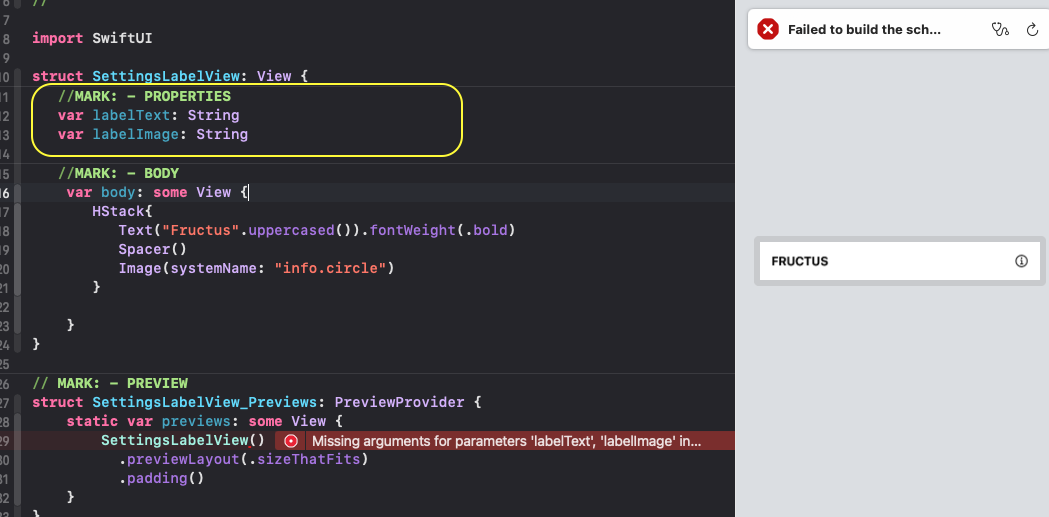 6 //
7
8 import SwiftUI
9
10 struct SettingsLabelView: View {
11 //MARK: - PROPERTIES
12 var labelText: String
13 var labelImage: String
14
15 //MARK: - BODY
16 var body: some View {
17 HStack{
18 Text("Fructus".uppercased()).fontWeight(.bold)
19 Spacer()
20 Image(systemName: "info.circle")
21 }
22
23 }
24 }
25
26 // MARK: - PREVIEW
27 struct SettingsLabelView_Previews: PreviewProvider {
28 static var previews: some View {
29 SettingsLabelView() Missing arguments for parameters 'labelText', 'labelImage' in...
30 .previewLayout(.sizeThatFits)
31 .padding()
32 }
33 }
Failed to build the sch...
FRUCTUS